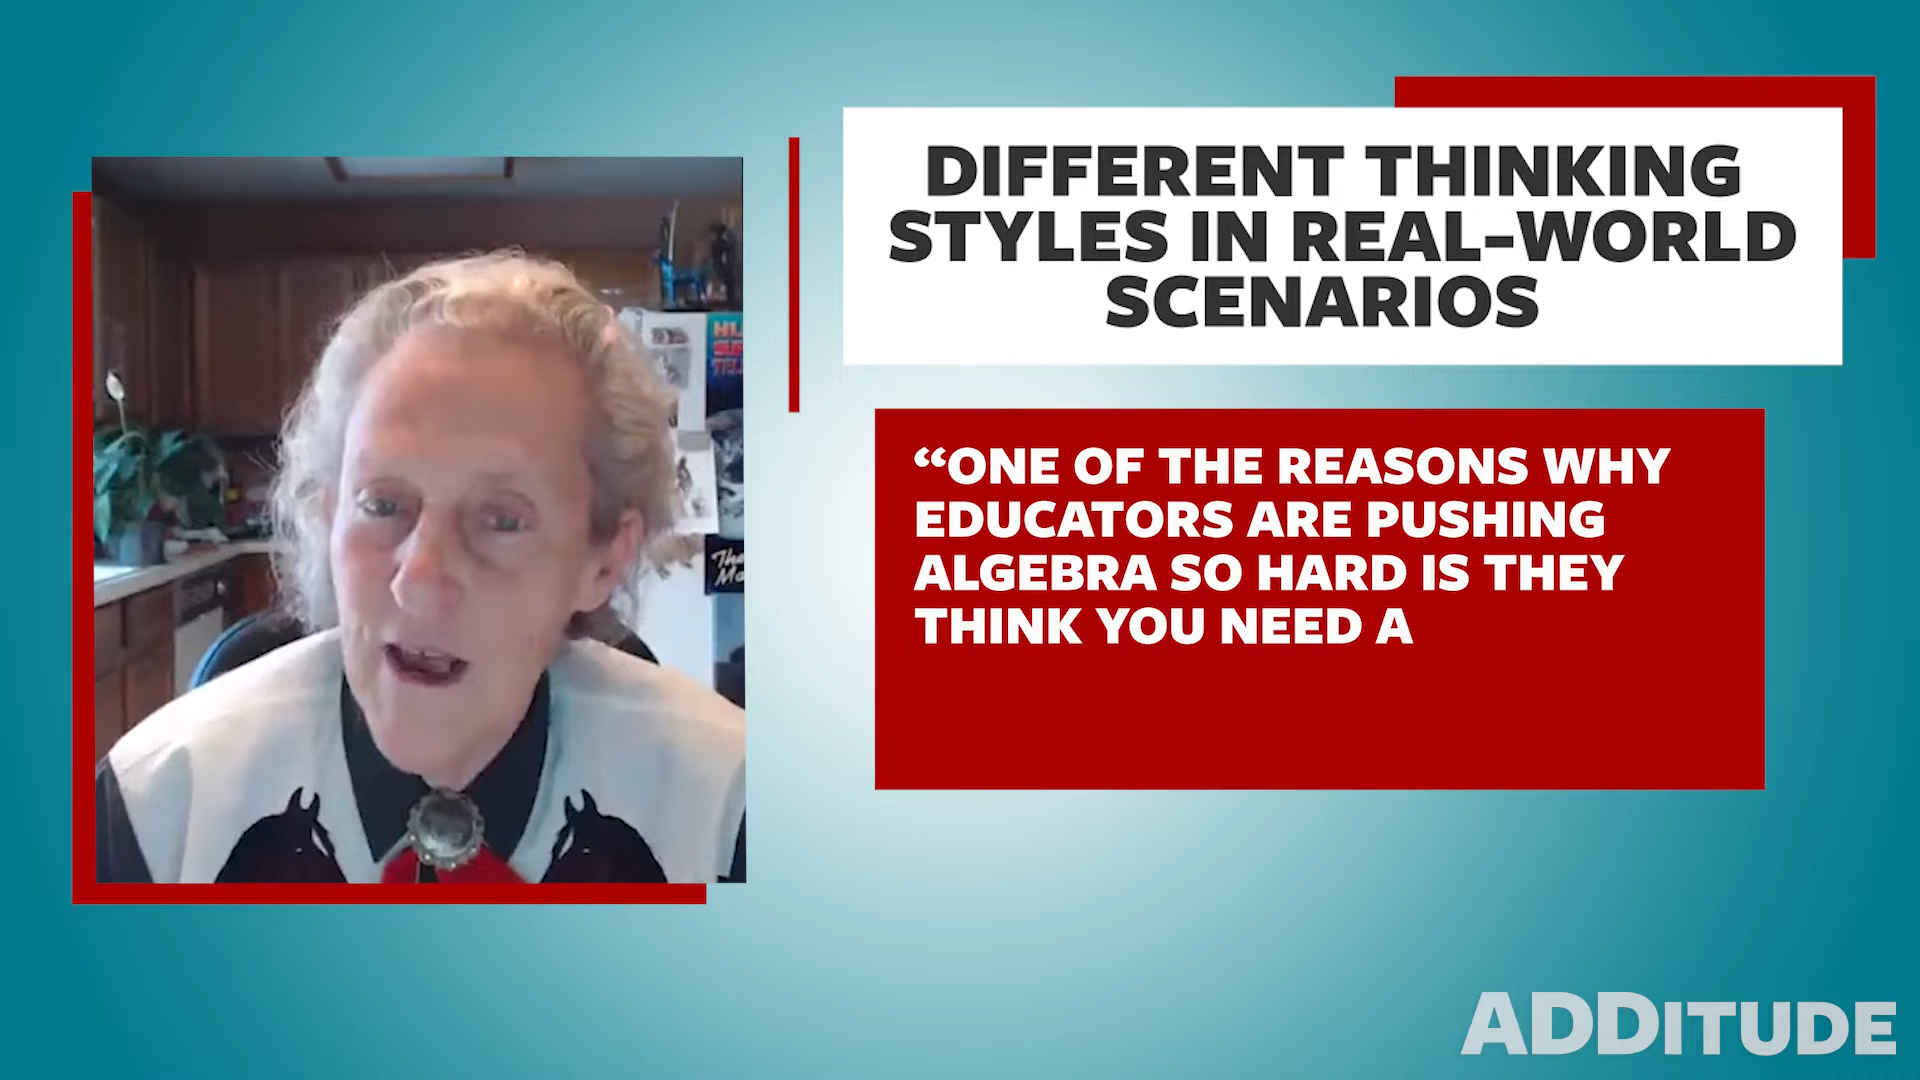 DIFFERENT THINKING
STYLES IN REAL-WORLD
SCENARIOS
“ONE OF THE REASONS WHY
EDUCATORS ARE PUSHING
ALGEBRA SO HARD IS THEY
THINK YOU NEED A
ADDITUDE